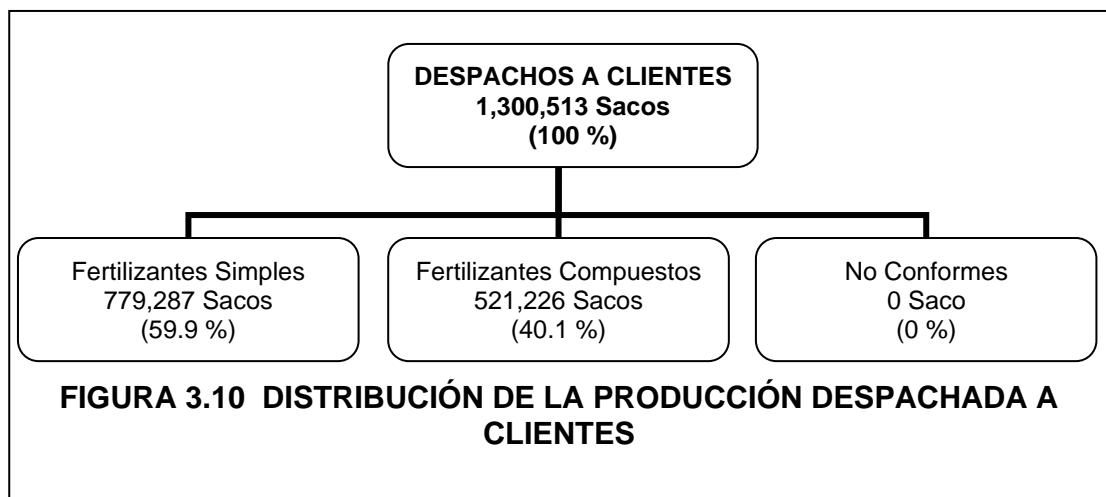 DESPACHOS A CLIENTES
1,300,513 Sacos
(100 %)
Fertilizantes Simples
779,287 Sacos
(59.9 %)
Fertilizantes Compuestos
521,226 Sacos
(40.1 %)
No Conformes
0 Saco
(0 %)
FIGURA 3.10 DISTRIBUCIÓN DE LA PRODUCCIÓN DESPACHADA A
CLIENTES